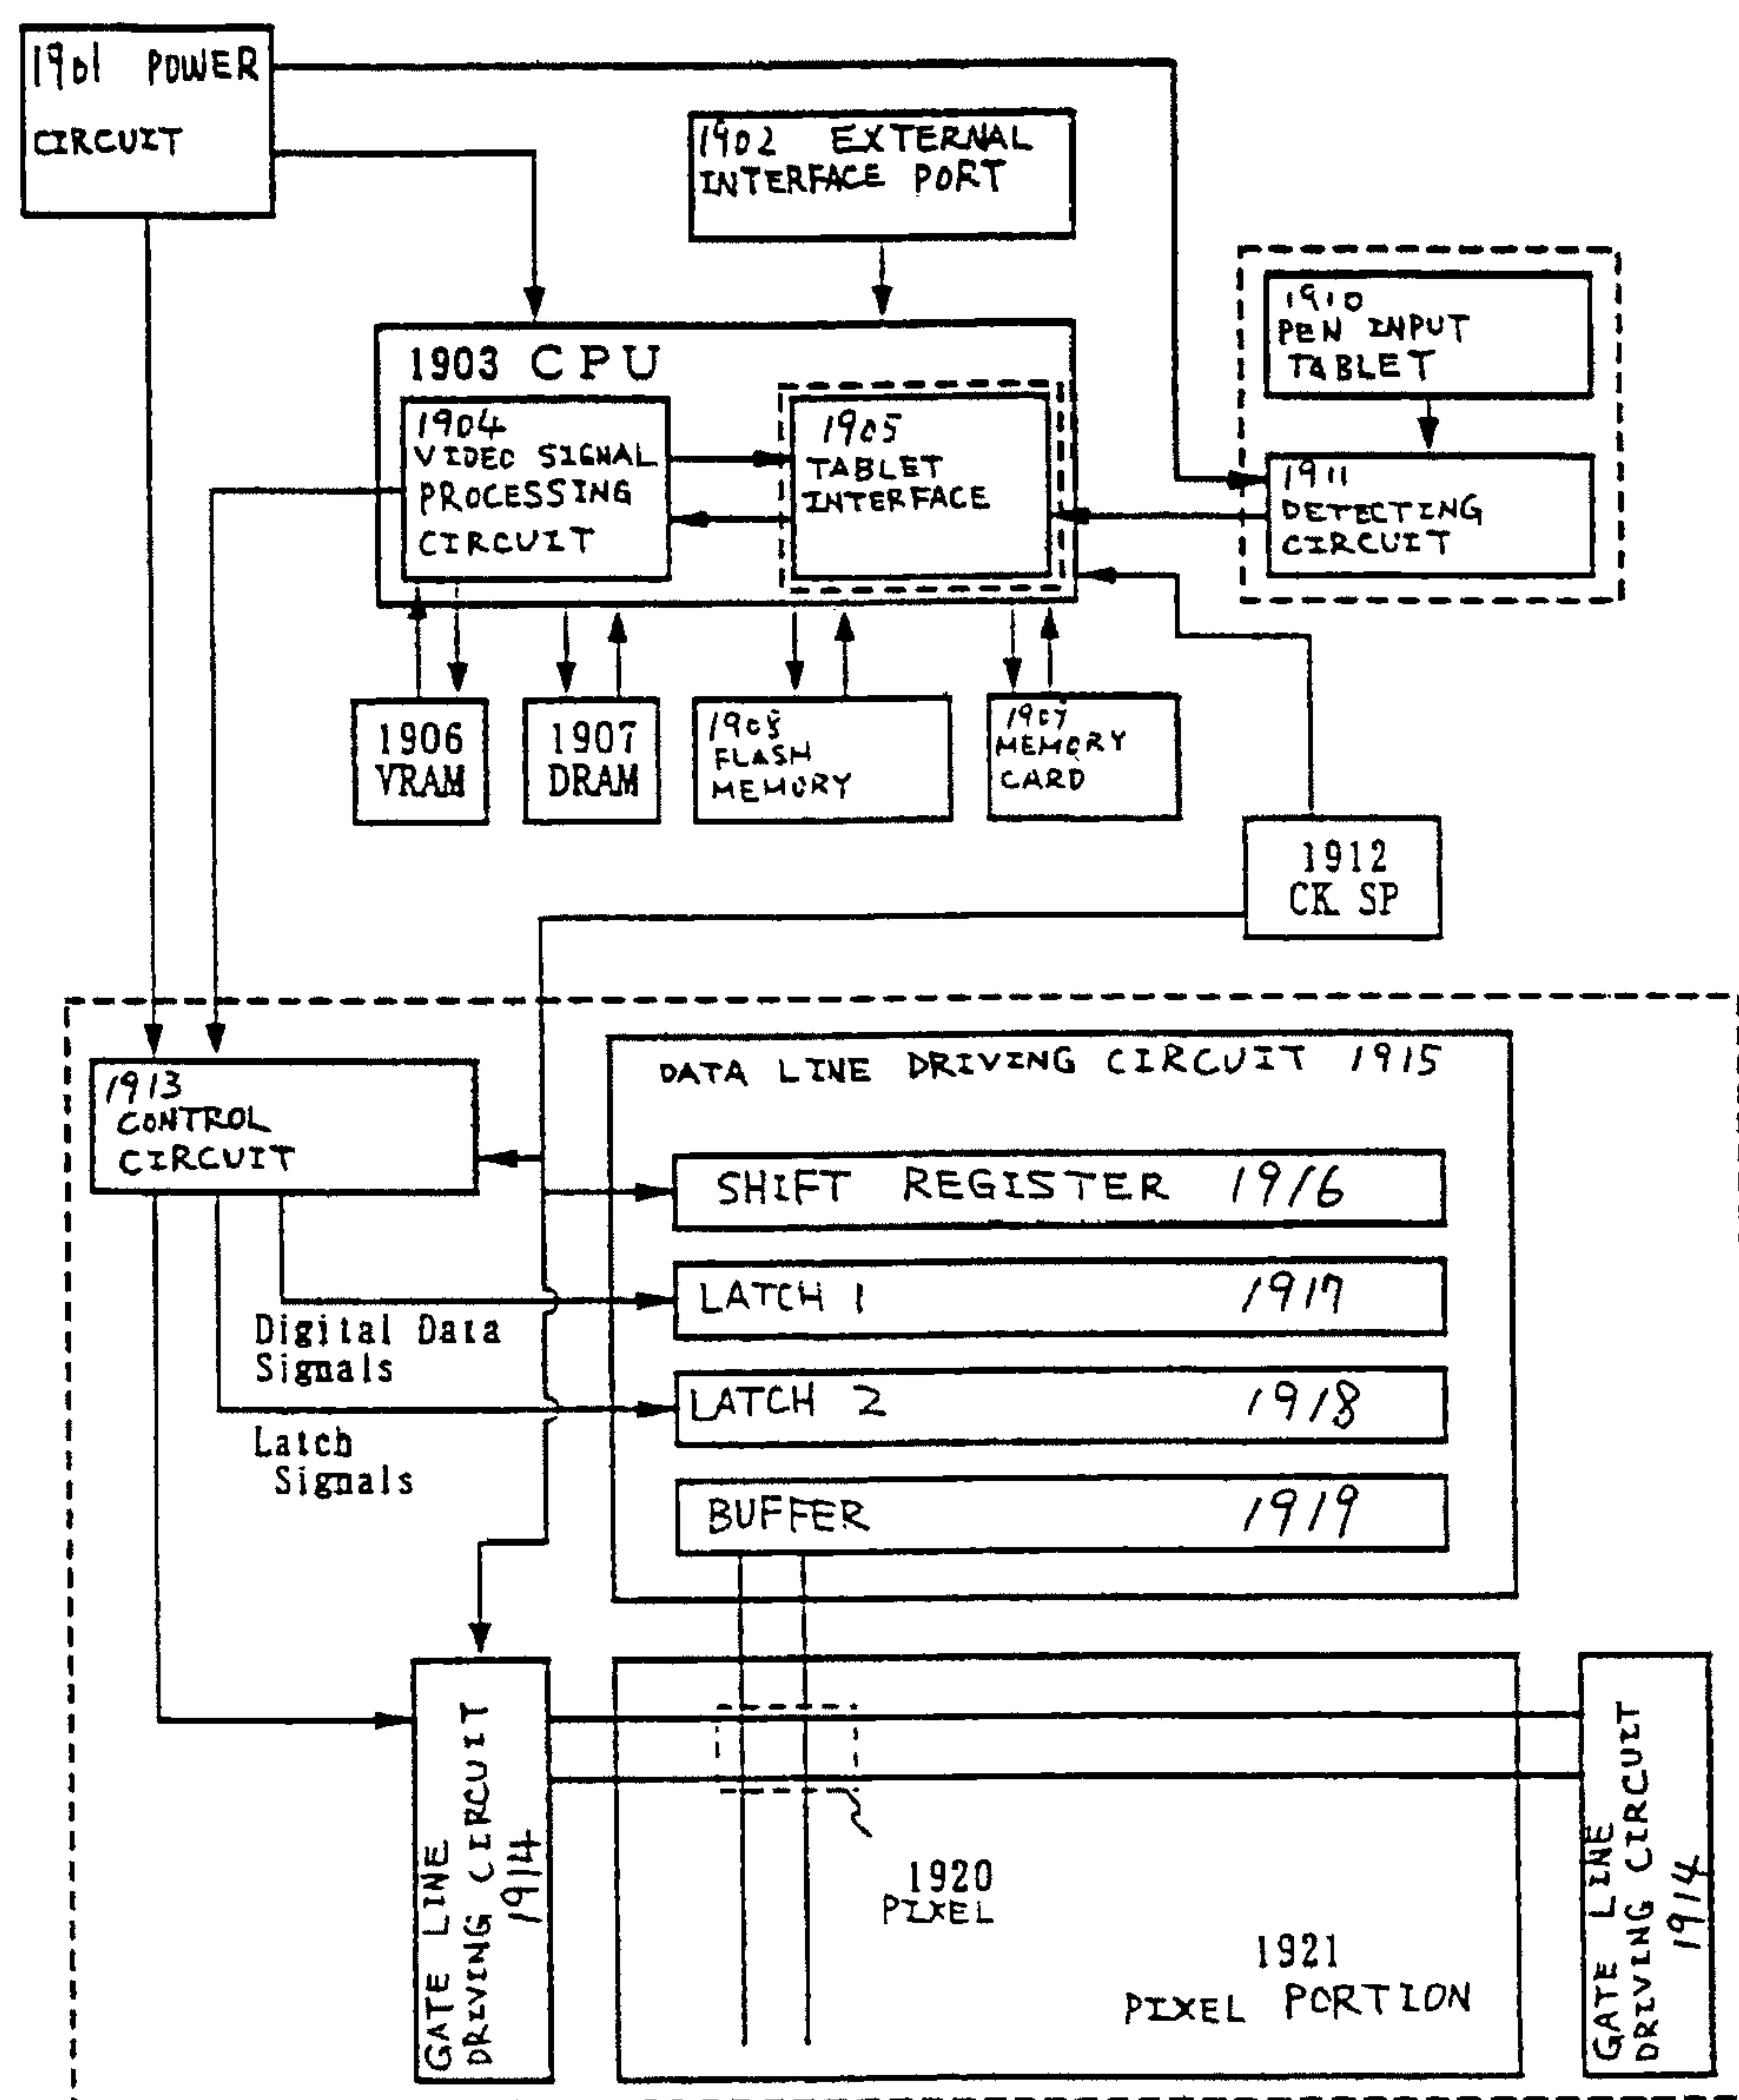 1901 POWER
CIRCUIT
1902 EXTERNAL
INTERFACE PORT
1903 CPU
1904
VIDEO SIGNAL
PROCESSING
CIRCUIT
1905
TABLET
INTERFACE
1910
PEN INPUT
TABLET
1911
DETECTING
CIRCUIT
1906
VRAM
1907
DRAM
1908
FLASH
MEMORY
1909
MEMORY
CARD
1912
CK SP
1913
CONTROL
CIRCUIT
DATA LINE DRIVING CIRCUIT 1915
SHIFT REGISTER 1916
LATCH 1 1917
Digital Data
Signals
LATCH 2 1918
Latch
Signals
BUFFER 1919
GATE LINE
DRIVING CIRCUIT
1914
1920
PIXEL
1921
PIXEL PORTION
GATE LINE
DRIVING CIRCUIT
1914